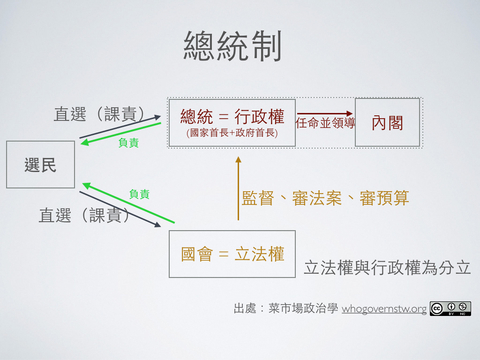 總統制
直選（課責）
總統 = 行政權
(國家首長+政府首長)
任命並領導
內閣
負責
選民
負責
監督、審法案、審預算
直選（課責）
國會 = 立法權
立法權與行政權為分立
出處：菜市場政治學 whogovernstw.org
CC BY NC